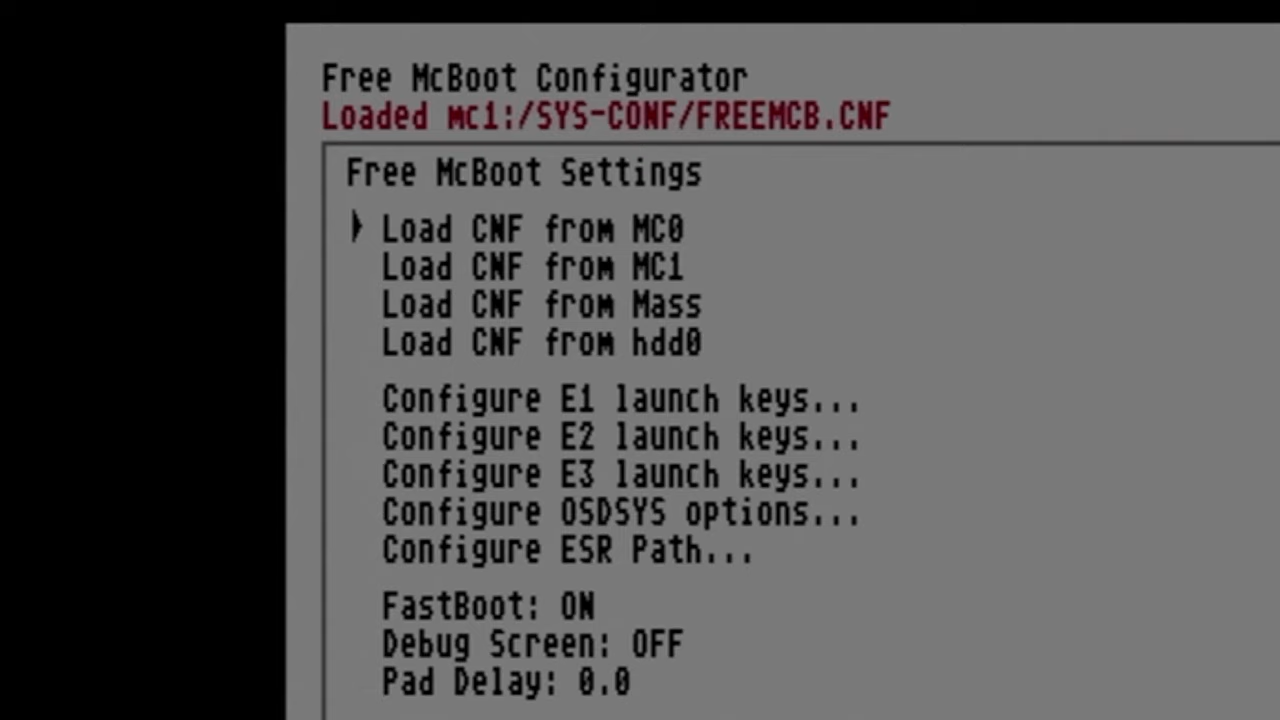 Free McBoot Configurator
Loaded mc1:/SYS-CONF/FREEMCB.CNF
Free McBoot Settings
Load CNF from MC0
Load CNF from MC1
Load CNF from Mass
Load CNF from hdd0
Configure E1 launch keys...
Configure E2 launch keys...
Configure E3 launch keys...
Configure OSDSYS options...
Configure ESR Path...
FastBoot: ON
Debug Screen: OFF
Pad Delay: 0.0